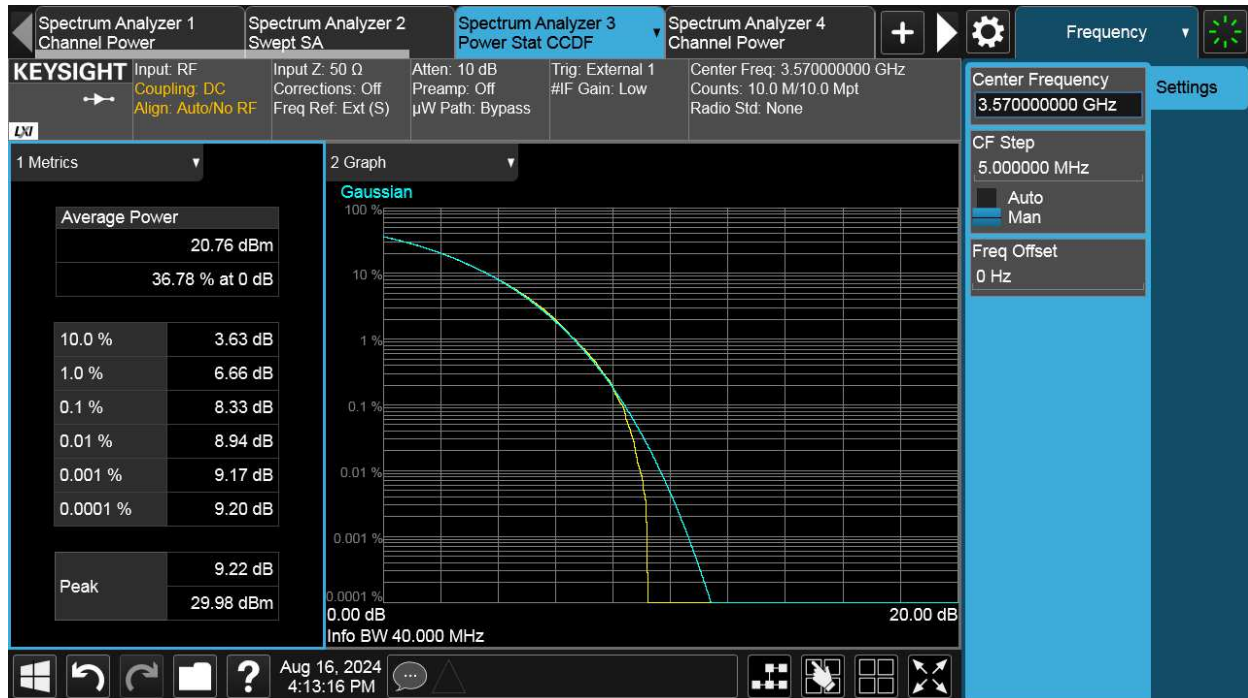 Spectrum Analyzer 1
Channel Power
Spectrum Analyzer 2
Swept SA
Spectrum Analyzer 3
Power Stat CCDF
Spectrum Analyzer 4
Channel Power
Frequency
KEYSIGHT
LXI
Input: RF
Coupling: DC
Align: Auto/No RF
Input Z: 50 Ω
Corrections: Off
Freq Ref: Ext (S)
Atten: 10 dB
Preamp: Off
µW Path: Bypass
Trig: External 1
#IF Gain: Low
Center Freq: 3.570000000 GHz
Counts: 10.0 M/10.0 Mpt
Radio Std: None
Center Frequency
3.570000000 GHz
Settings
CF Step
5.000000 MHz
Auto
Man
Freq Offset
0 Hz
1 Metrics
Average Power
20.76 dBm
36.78 % at 0 dB
10.0 % 3.63 dB
1.0 % 6.66 dB
0.1 % 8.33 dB
0.01 % 8.94 dB
0.001 % 9.17 dB
0.0001 % 9.20 dB
Peak
9.22 dB
29.98 dBm
2 Graph
Gaussian
100 %
10 %
1 %
0.1 %
0.01 %
0.001 %
0.0001 %
0.00 dB 20.00 dB
Info BW 40.000 MHz
?
Aug 16, 2024
4:13:16 PM